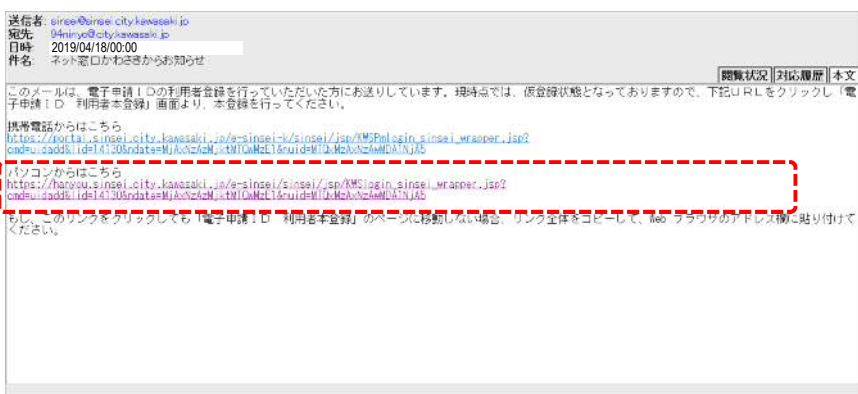 送信者: sinsei@sinsei.city.kawasaki.jp
宛先 94ninyo@city.kawasaki.jp
日時 2019/04/18/00:00
件名 ネット窓口かわさきからお知らせ
閲覧状況 対応履歴 本文
このメールは、電子申請IDの利用者登録を行っていただいた方にお送りしています。現時点では、仮登録状態となっておりますので、下記URLをクリックし「電
子申請ID 利用者本登録」画面より、本登録を行ってください。
携帯電話からはこちら
https://portal.sinsei.city.kawasaki.jp/e-sinsei-k/sinsei/jsp/KWSPmlogin_sinsei_wrapper.jsp?
パソコンからはこちら
https://hanyou.sinsei.city.kawasaki.jp/e-sinsei/sinsei/jsp/KWSlogin_sinsei_wrapper.jsp?
もし、このリンクをクリックしても「電子申請ID 利用者本登録」のページに移動しない場合、リンク全体をコピーして、Web ブラウザのアドレス欄に貼り付けて
ください。